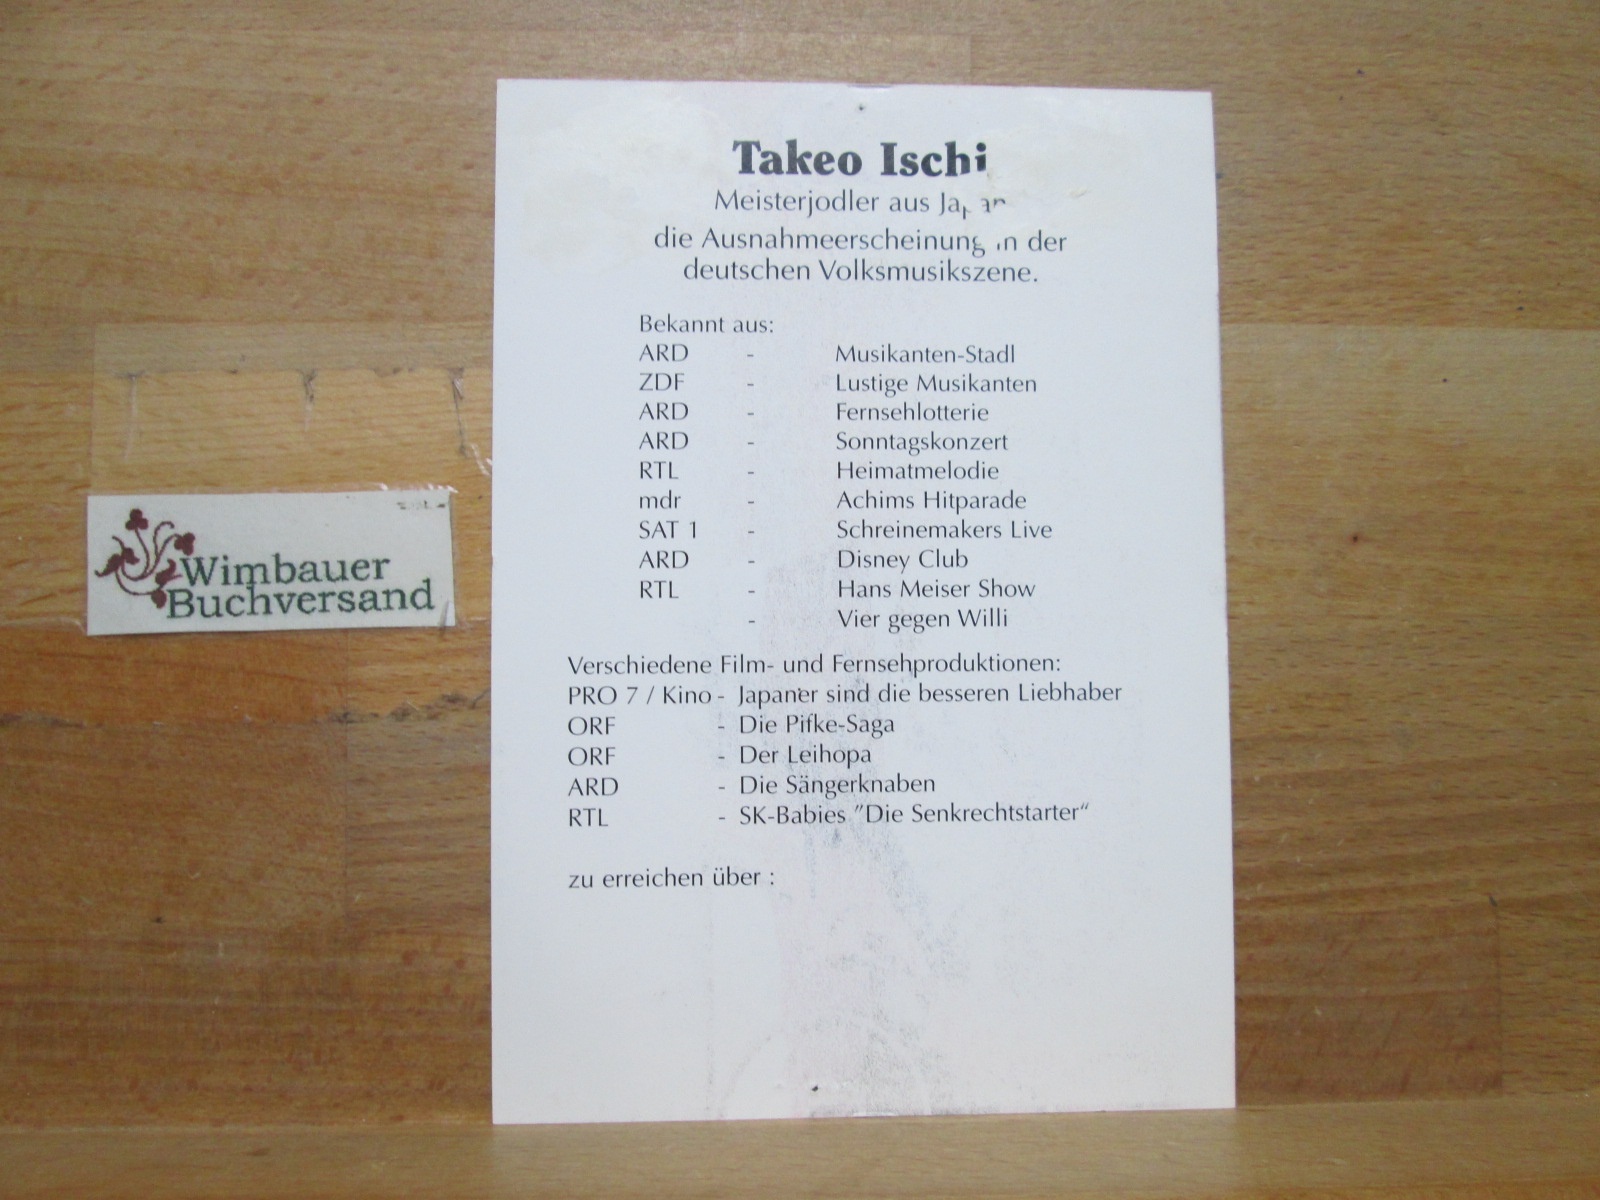 Takeo Ischi
Meisterjodler aus Japan
die Ausnahmeerscheinung in der
deutschen Volksmusikszene.
Bekannt aus:
ARD - Musikanten-Stadl
ZDF - Lustige Musikanten
ARD - Fernsehlotterie
ARD - Sonntagskonzert
RTL - Heimatmelodie
mdr - Achims Hitparade
SAT 1 - Schreinemakers Live
ARD - Disney Club
RTL - Hans Meiser Show
- Vier gegen Willi
Verschiedene Film- und Fernsehproduktionen:
PRO 7 / Kino - Japaner sind die besseren Liebhaber
ORF - Die Pifke-Saga
ORF - Der Leihopa
ARD - Die Sängerknaben
RTL - SK-Babies "Die Senkrechtstarter“
zu erreichen über :
Wimbauer
Buchversand